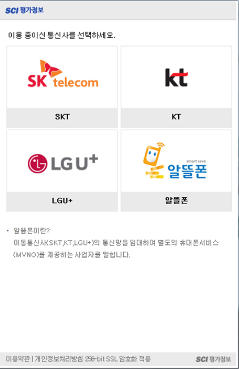 SCI 평가정보
이용 중이신 통신사를 선택하세요.
SK telecom
kt
SKT
KT
LG U+
smart save
알뜰폰
LGU+
알뜰폰
• 알뜰폰이란?
이동통신사(SKT,KT,LGU+)의 통신망을 임대하여 별도의 휴대폰서비스
(MVNO)를 제공하는 사업자를 말합니다.
이용약관 | 개인정보처리방침 256-bit SSL 암호화 적용
SCI 평가정보